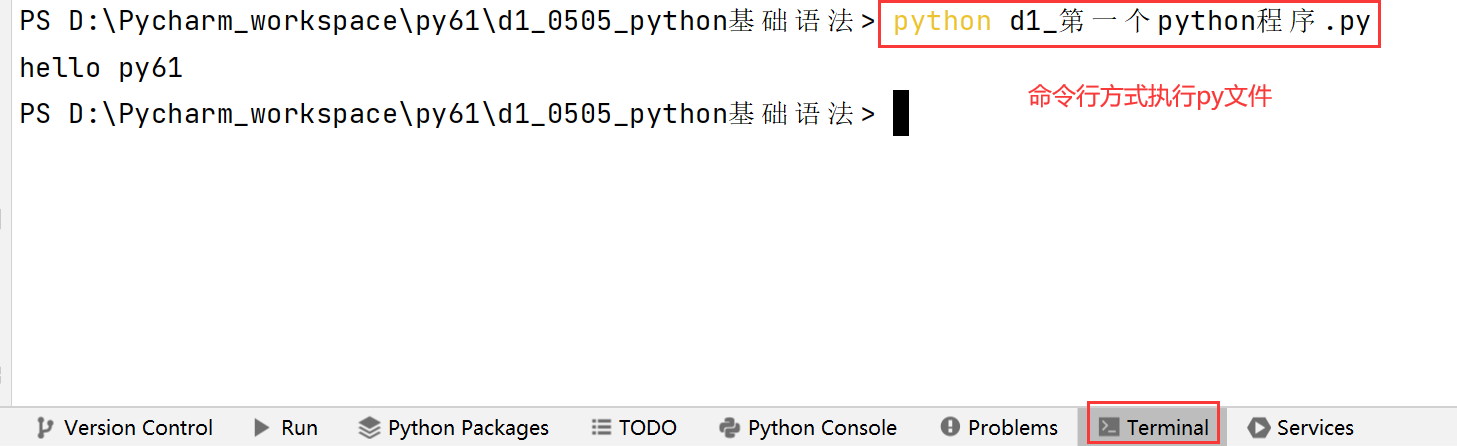 PS D:\Pycharm_workspace\py61\d1_0505_python基础语法> python d1_第一个python程序.py
hello py61
命令行方式执行py文件
PS D:\Pycharm_workspace\py61\d1_0505_python基础语法>
Version Control Run Python Packages TODO Python Console Problems Terminal Services